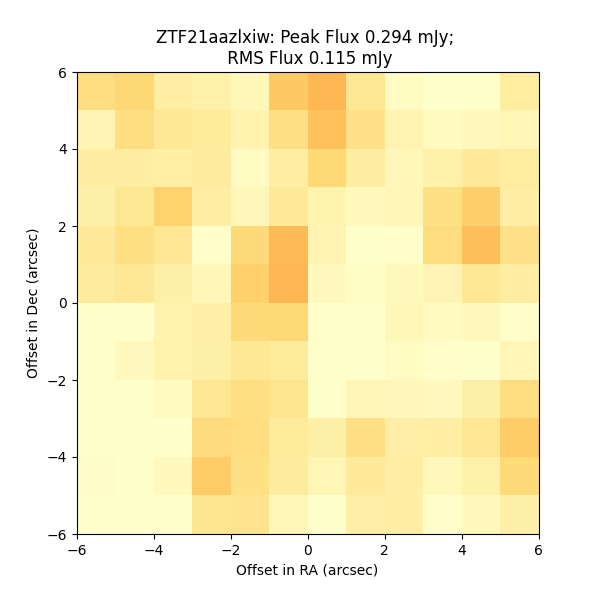 ZTF21aazlxiw: Peak Flux 0.294 mJy;
RMS Flux 0.115 mJy
6
4
2
0
−2
−4
−6
Offset in Dec (arcsec)
−6 −4 −2 0 2 4 6
Offset in RA (arcsec)